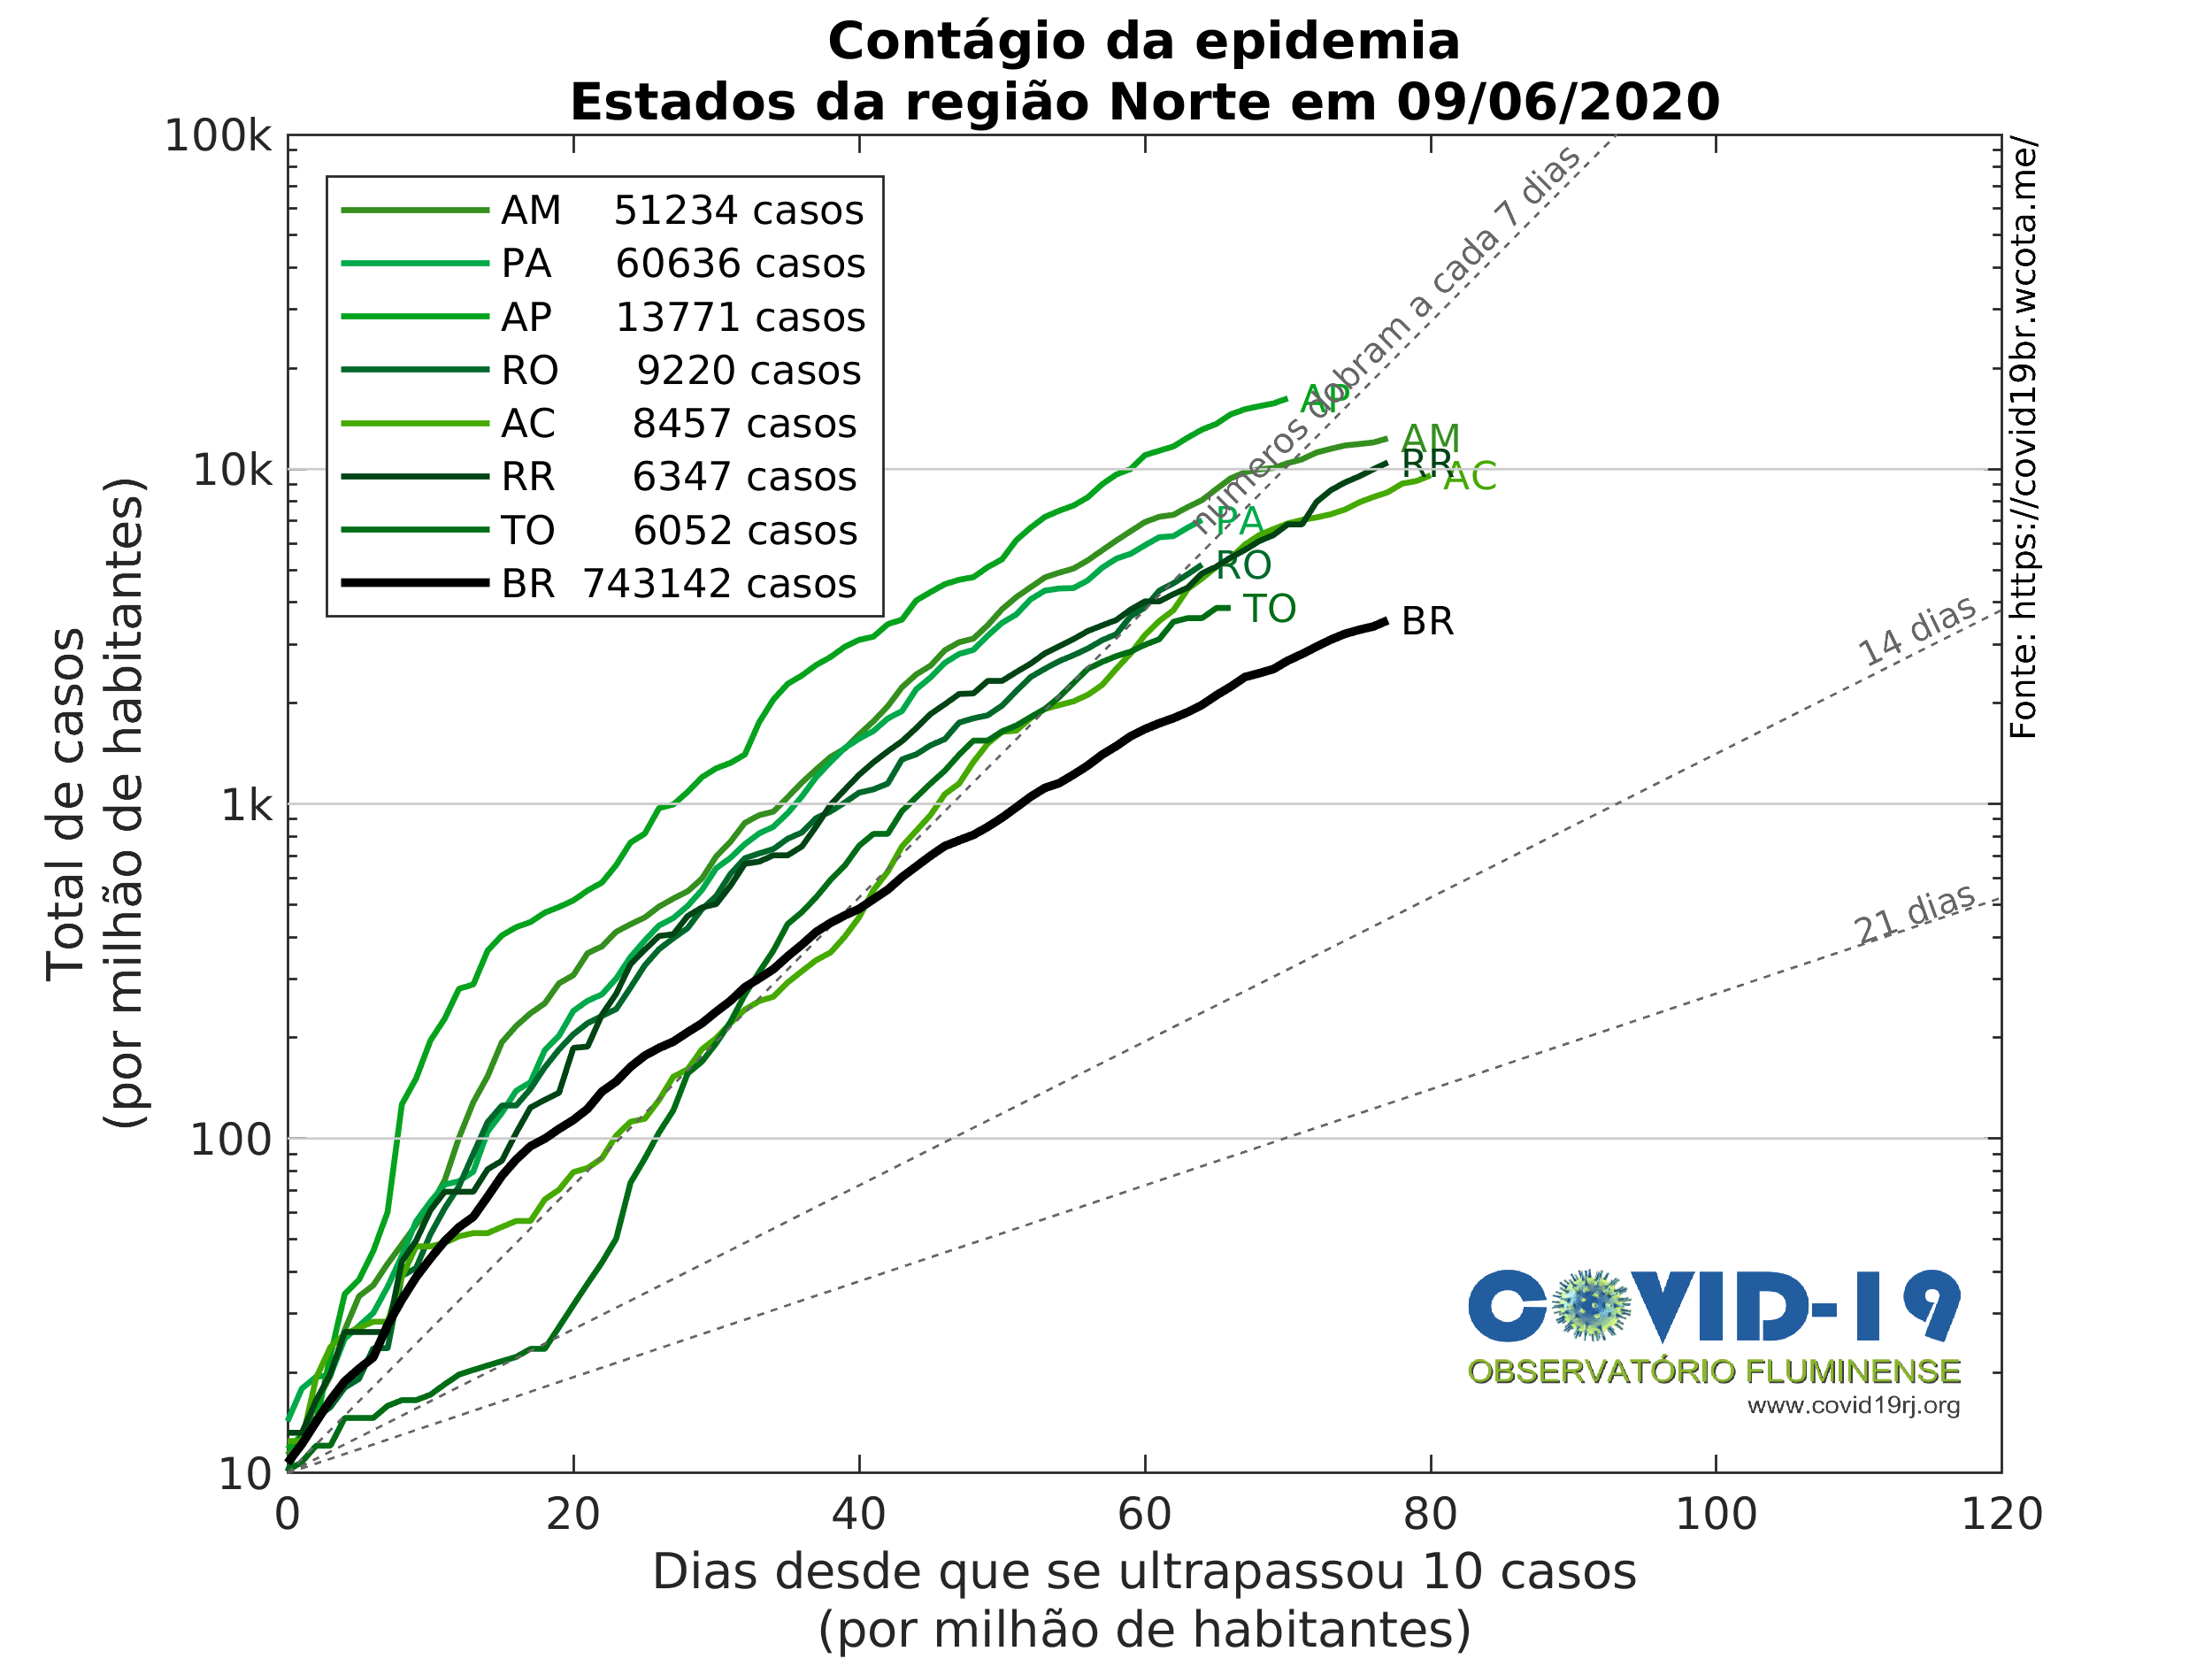 Contágio da epidemia
Estados da região Norte em 09/06/2020
100k
10k
1k
100
10
Total de casos
(por milhão de habitantes)
AM 51234 casos
PA 60636 casos
AP 13771 casos
RO 9220 casos
AC 8457 casos
RR 6347 casos
TO 6052 casos
BR 743142 casos
números dobram a cada 7 dias
14 dias
21 dias
AP
AM
RR
AC
PA
RO
TO
BR
Fonte: https://covid19br.wcota.me/
COVID-19
OBSERVATÓRIO FLUMINENSE
www.covid19rj.org
0 20 40 60 80 100 120
Dias desde que se ultrapassou 10 casos
(por milhão de habitantes)